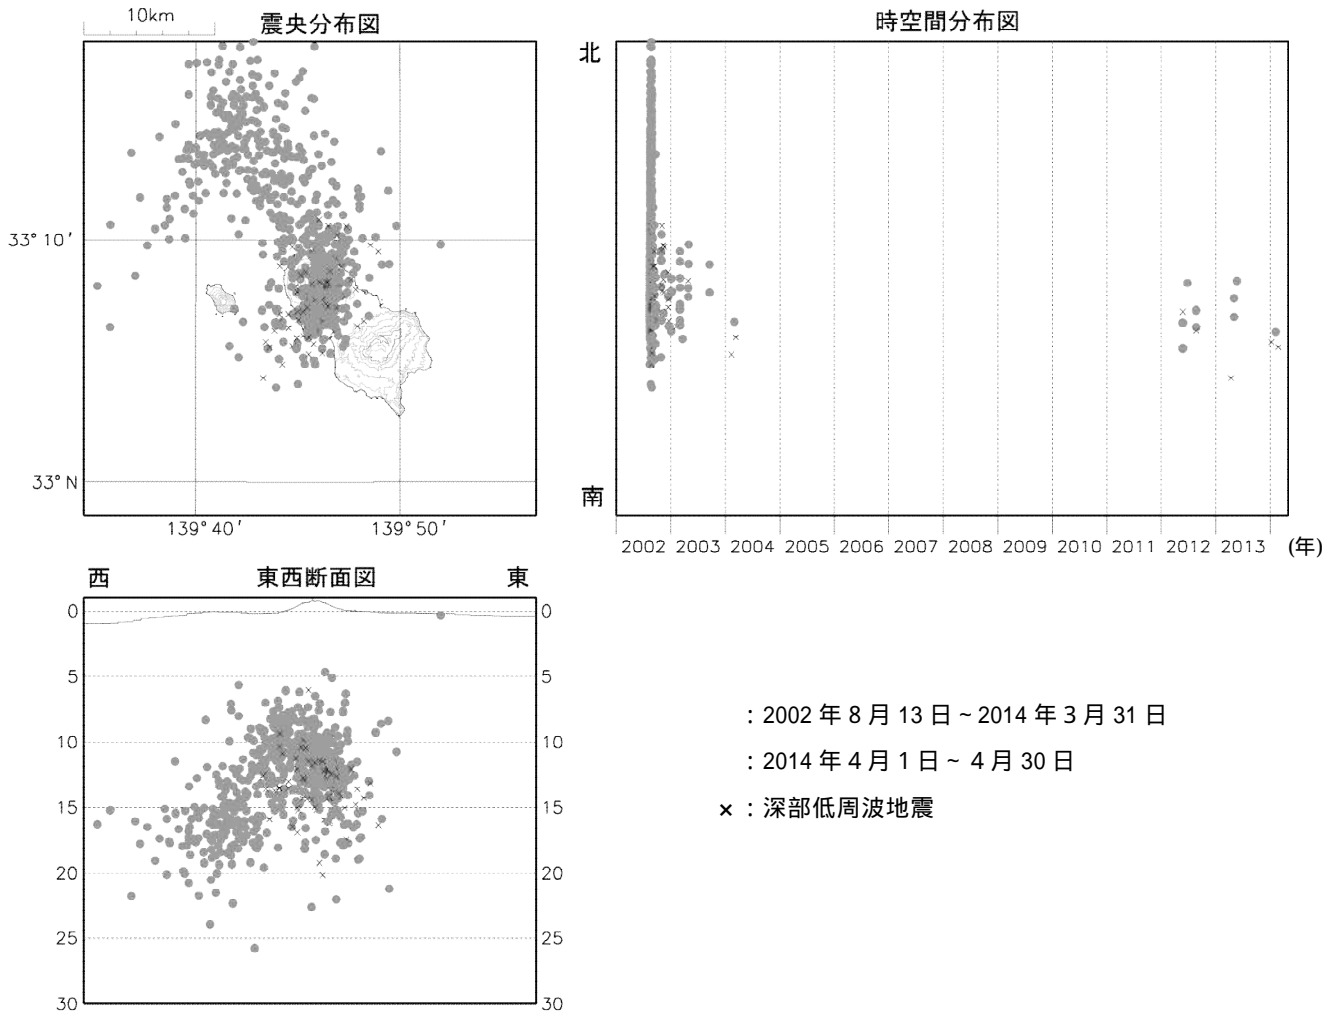 10km
震央分布図
時空間分布図
北
33° 10′
33° N
南
139° 40′ 139° 50′
2002 2003 2004 2005 2006 2007 2008 2009 2010 2011 2012 2013 (年)
西 東西断面図 東
0 0
5 5
10 10
15 15
20 20
25 25
30 30
：2002 年 8 月 13 日 ~ 2014 年 3 月 31 日
：2014 年 4 月 1 日 ~ 4 月 30 日
×：深部低周波地震